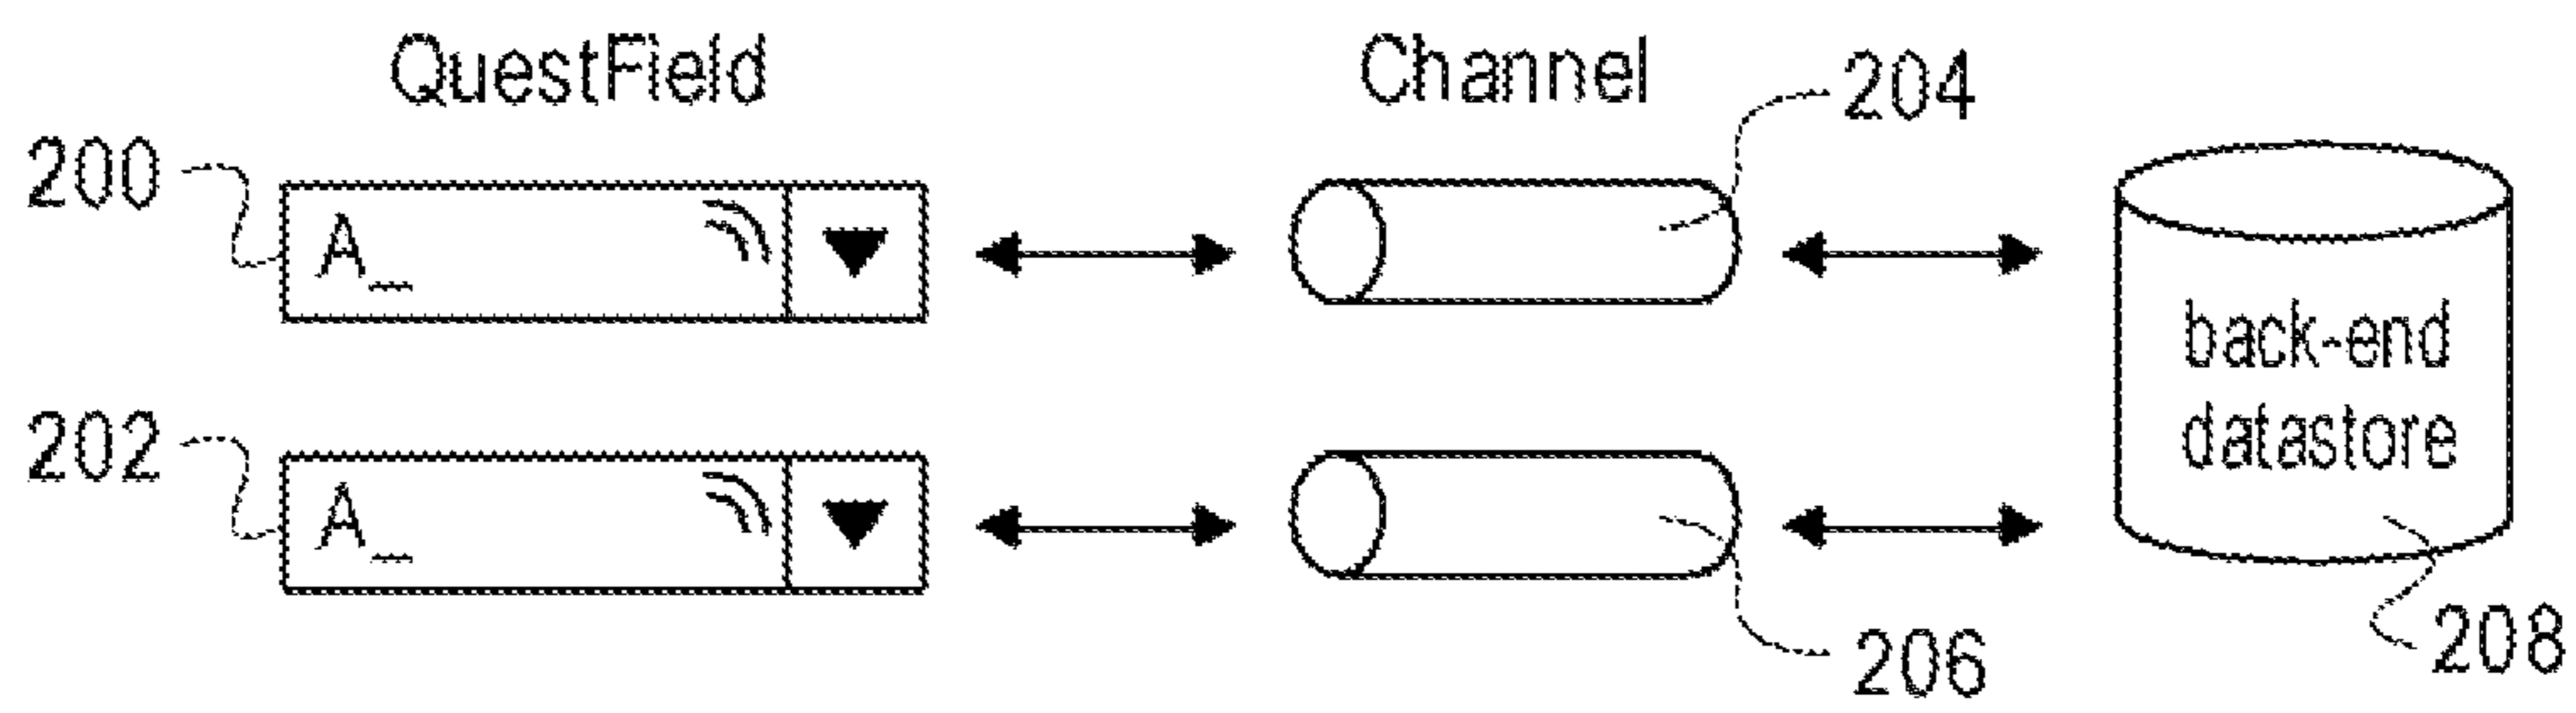 QuestField
Channel
204
200
A_
back-end
datastore
202
A_
206
208